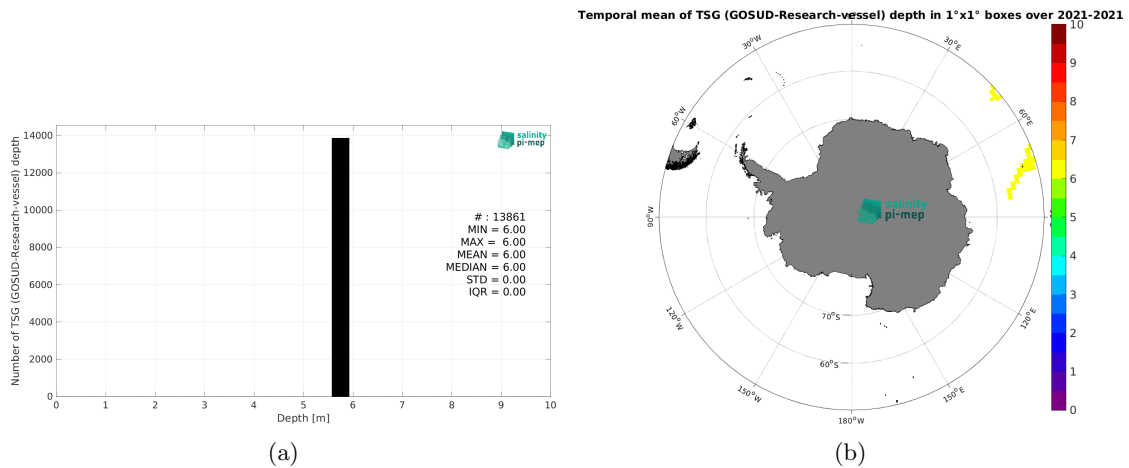 Temporal mean of TSG (GOSUD-Research-vessel) depth in 1°x1° boxes over 2021-2021
Number of TSG (GOSUD-Research-vessel) depth
14000
12000
10000
8000
6000
4000
2000
0
0 1 2 3 4 5 6 7 8 9 10
Depth [m]
salinity
pi-mep
# : 13861
MIN = 6.00
MAX = 6.00
MEAN = 6.00
MEDIAN = 6.00
STD = 0.00
IQR = 0.00
(a)
30°W
30°E
60°W
60°E
90°W
120°W
120°E
150°W
150°E
180°W
70°S
60°S
salinity
pi-mep
10
9
8
7
6
5
4
3
2
1
0
(b)